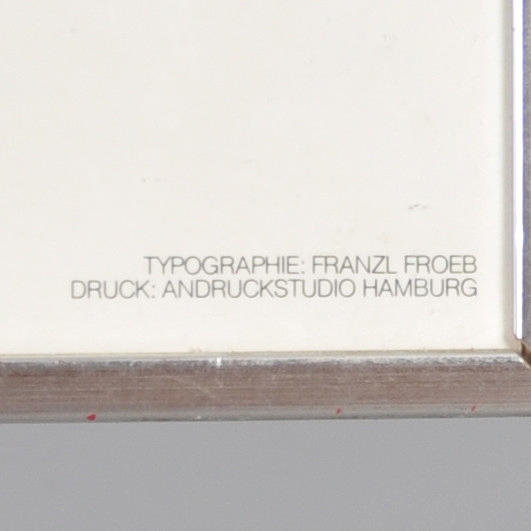 TYPOGRAPHIE: FRANZL FROEB
DRUCK: ANDRUCKSTUDIO HAMBURG